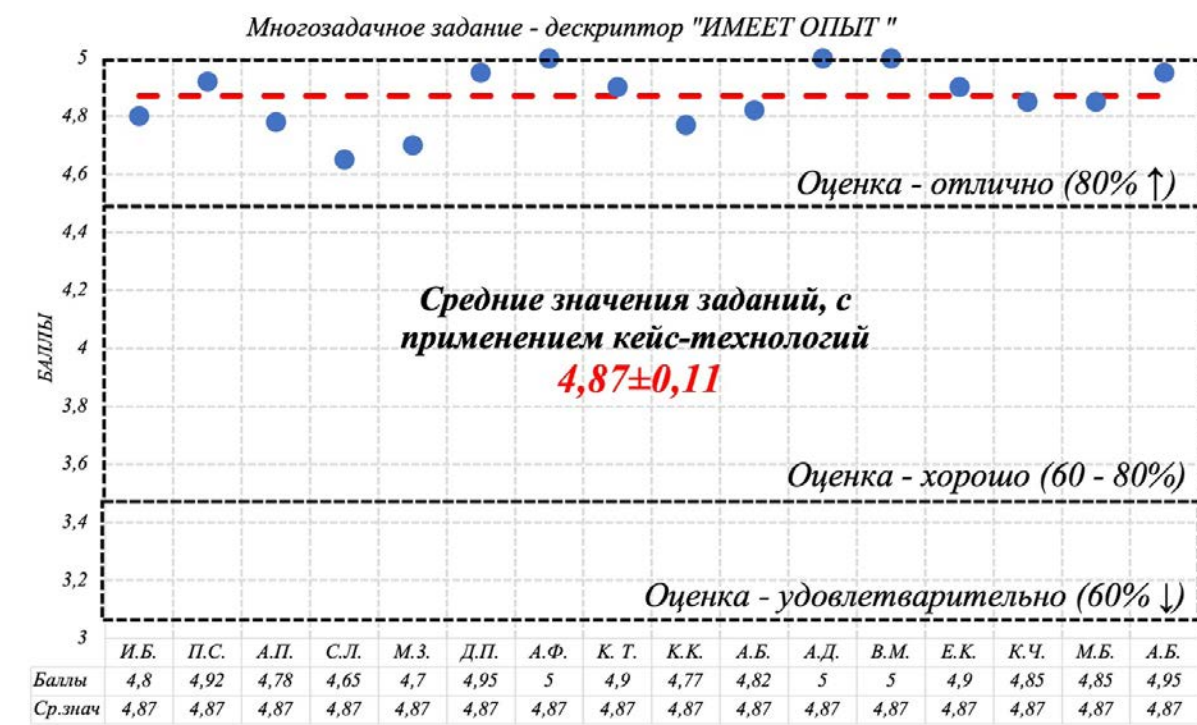 Многозадачное задание - дескриптор "ИМЕЕТ ОПЫТ "
5
4,8
4,6
Оценка - отлично (80% ↑)
4,4
4,2
Средние значения заданий, с
применением кейс-технологий
4,87±0,11
БАЛЛЫ
4
3,8
3,6
Оценка - хорошо (60 - 80%)
3,4
3,2
Оценка - удовлетварительно (60% ↓)
3
И.Б. П.С. А.П. С.Л. М.З. Д.П. А.Ф. К. Т. К.К. А.Б. А.Д. В.М. Е.К. К.Ч. М.Б. А.Б.
Баллы 4,8 4,92 4,78 4,65 4,7 4,95 5 4,9 4,77 4,82 5 5 4,9 4,85 4,85 4,95
Ср.знач 4,87 4,87 4,87 4,87 4,87 4,87 4,87 4,87 4,87 4,87 4,87 4,87 4,87 4,87 4,87 4,87